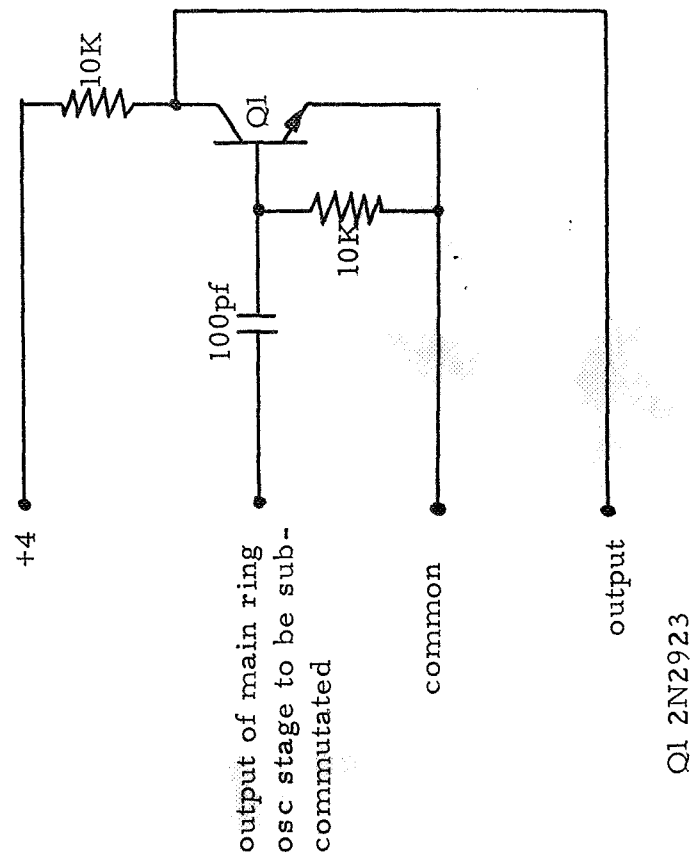 +4
10K
Q1
100pf
10K
output of main ring
osc stage to be sub-
commutated
common
output
Q1 2N2923